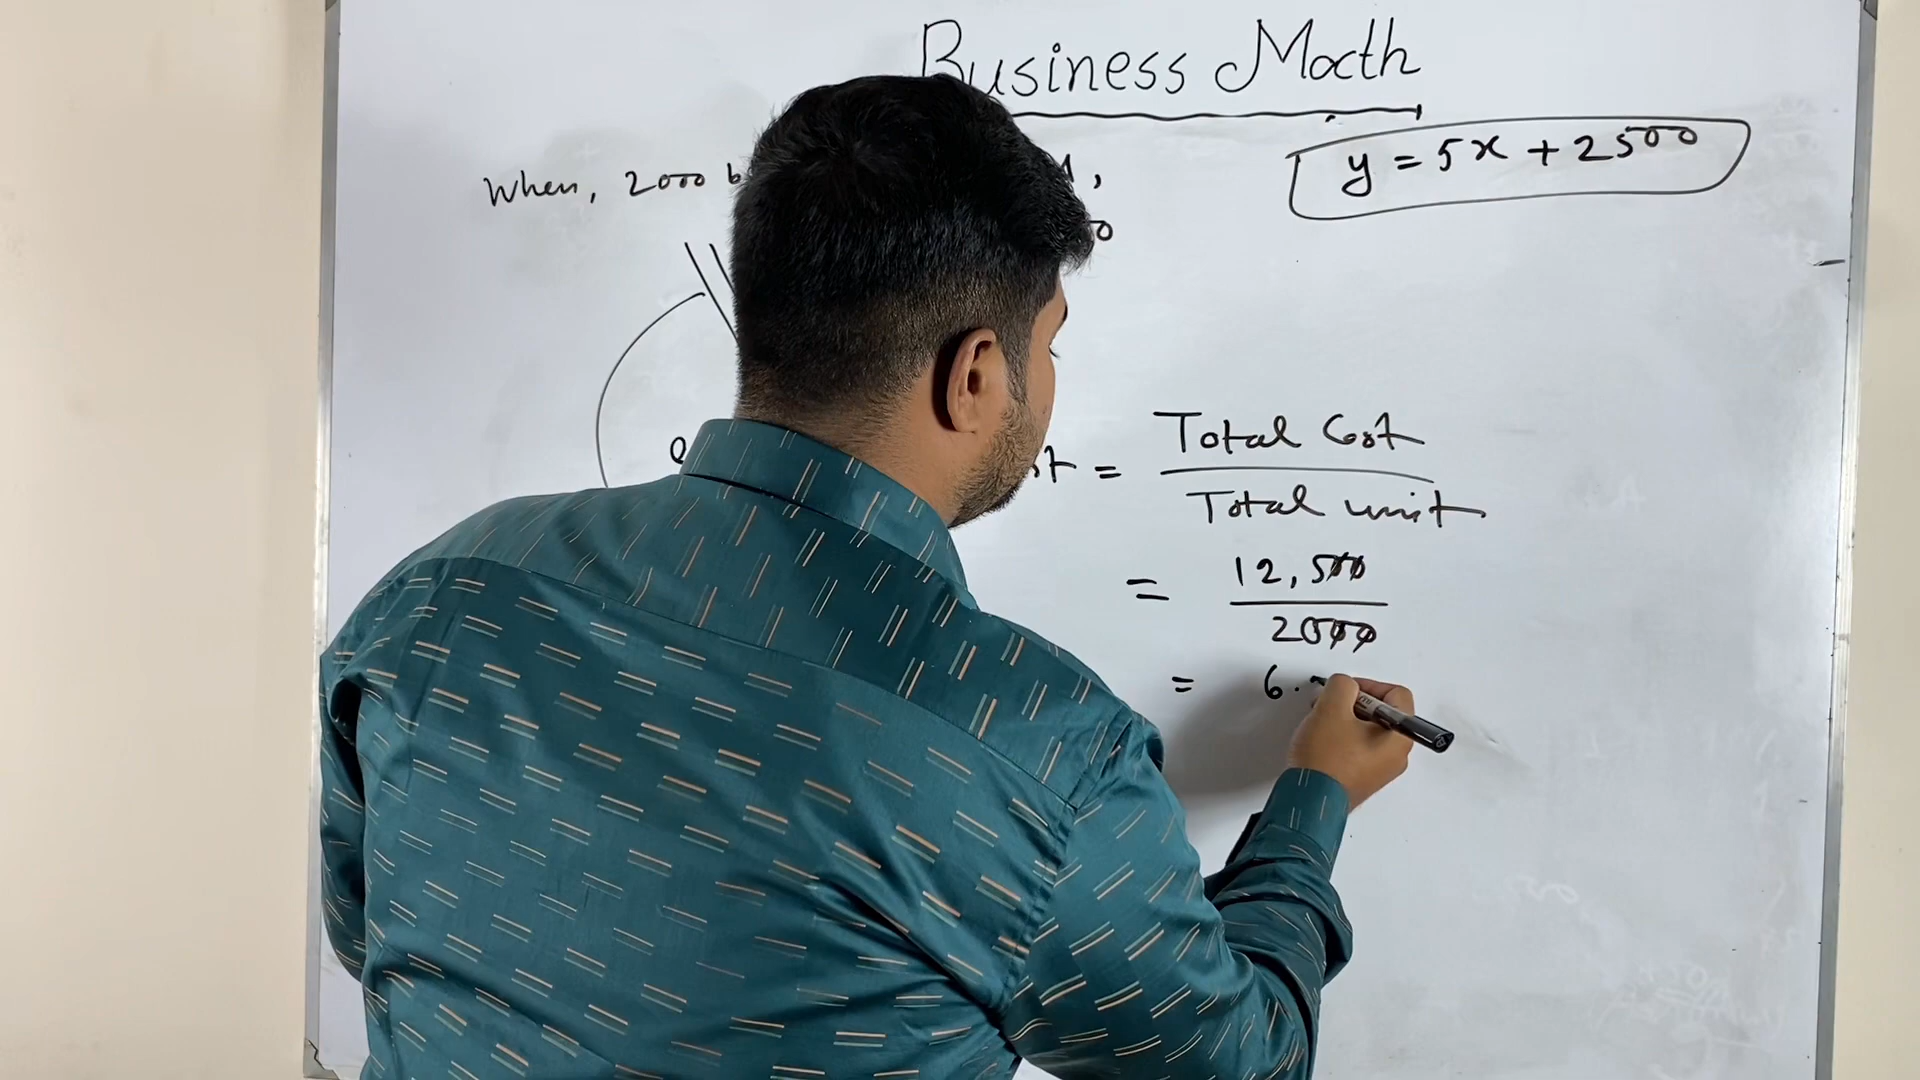 Business Math
y = 5x + 2500
When, 2000 b
= Total Cost
Total unit
= 12,500
2000
= 6.